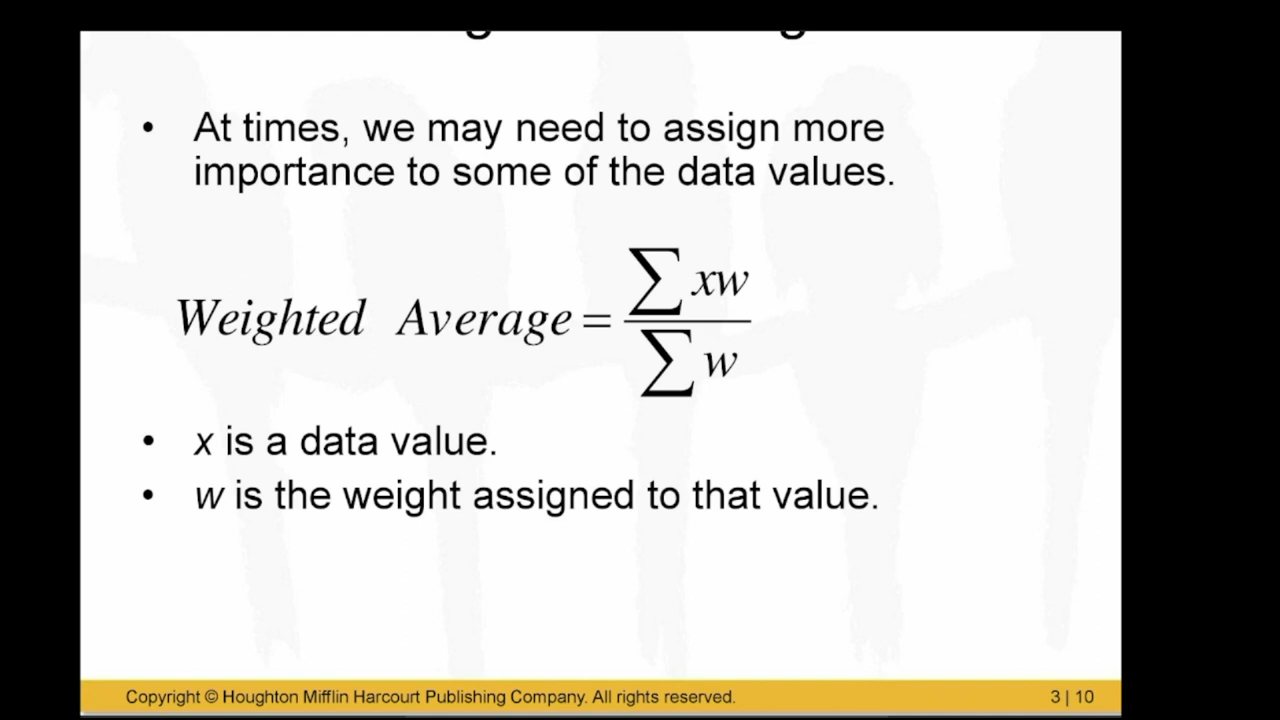 • At times, we may need to assign more
importance to some of the data values.
Weighted Average = ∑xw / ∑w
• x is a data value.
• w is the weight assigned to that value.
Copyright © Houghton Mifflin Harcourt Publishing Company. All rights reserved. 3 | 10